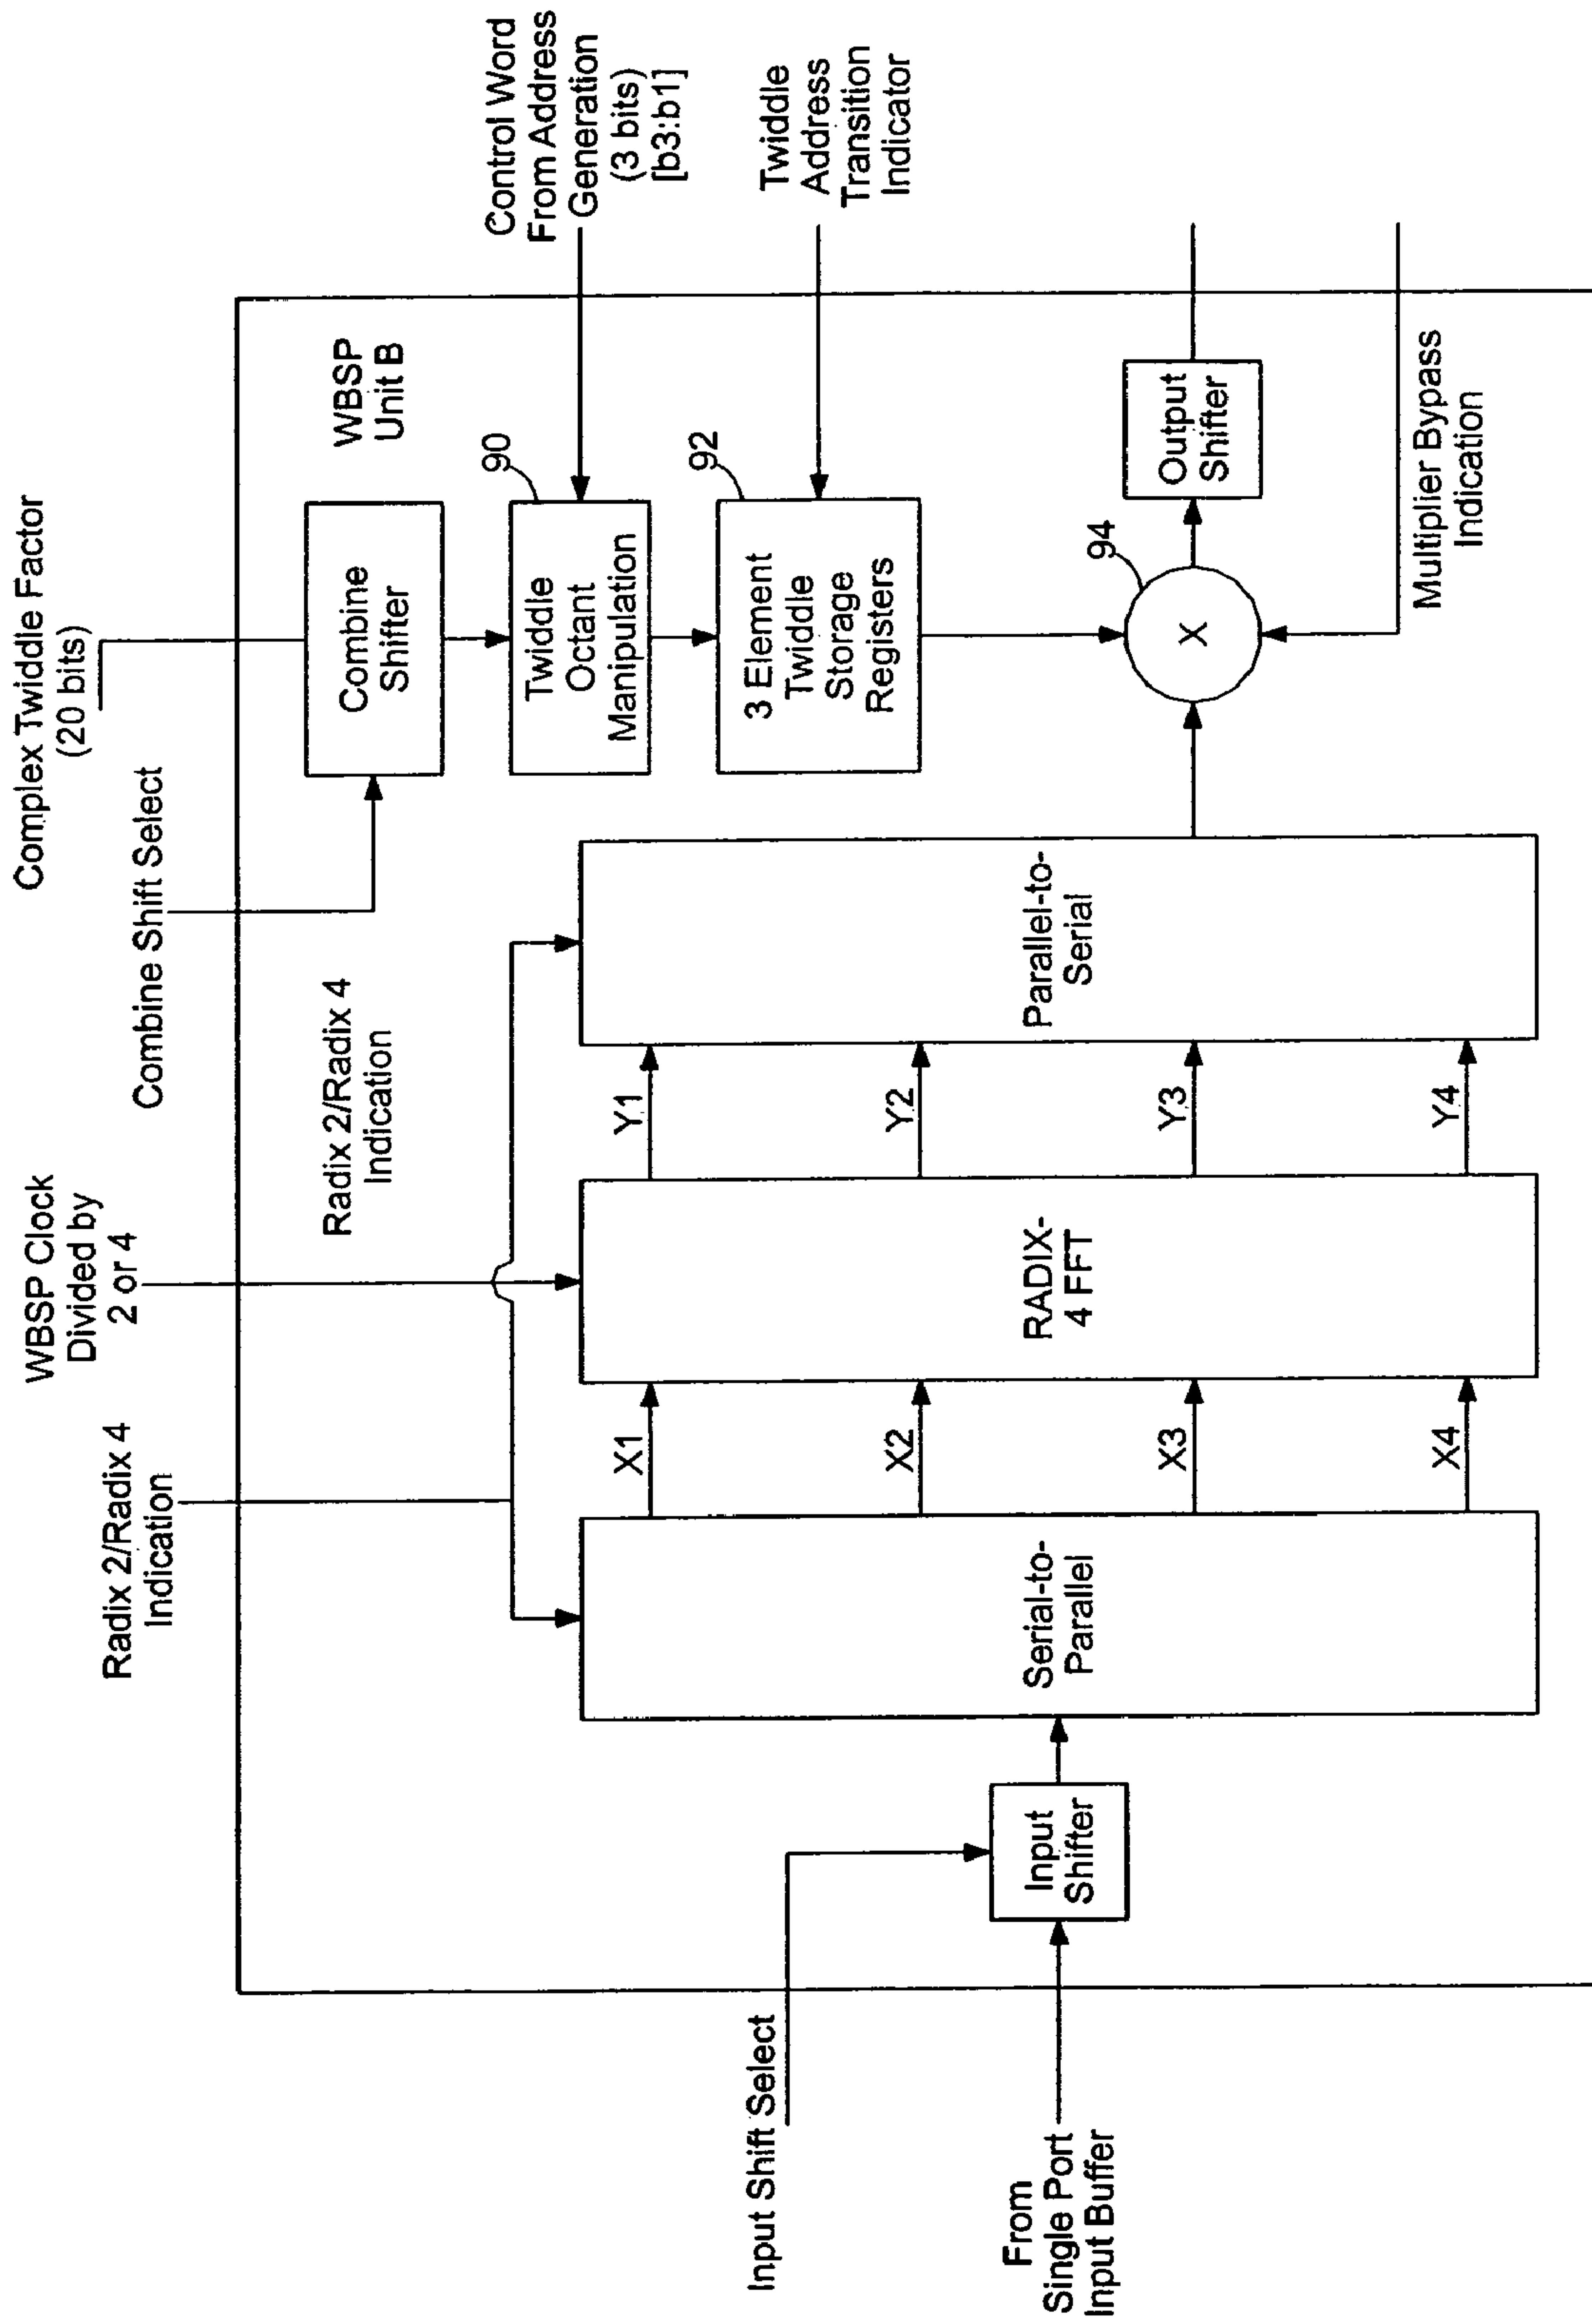 WBSP Clock
Divided by
2 or 4
Complex Twiddle Factor
(20 bits)
Radix 2/Radix 4
Indication
Combine Shift Select
Radix 2/Radix 4
Indication
WBSP
Unit B
Combine
Shifter
Control Word
From Address
Generation
(3 bits)
[b3:b1]
90
Twiddle
Octant
Manipulation
92
3 Element
Twiddle
Storage
Registers
Twiddle
Address
Transition
Indicator
Input Shift Select
From
Single Port
Input Buffer
Input
Shifter
Serial-to-
Parallel
X1
X2
X3
X4
RADIX-
4 FFT
Y1
Y2
Y3
Y4
Parallel-to-
Serial
94
X
Output
Shifter
Multiplier Bypass
Indication